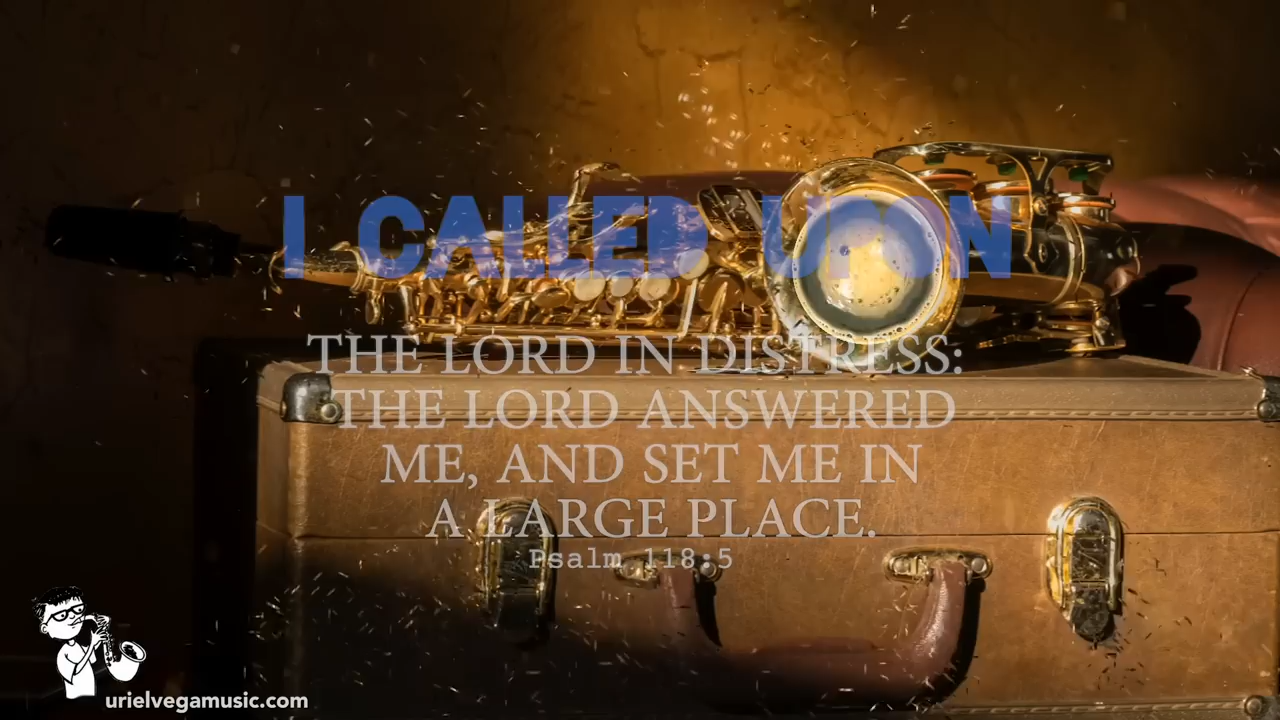 I CALLED UPON
THE LORD IN DISTRESS:
THE LORD ANSWERED
ME, AND SET ME IN
A LARGE PLACE.
Psalm 118:5
urielvegamusic.com